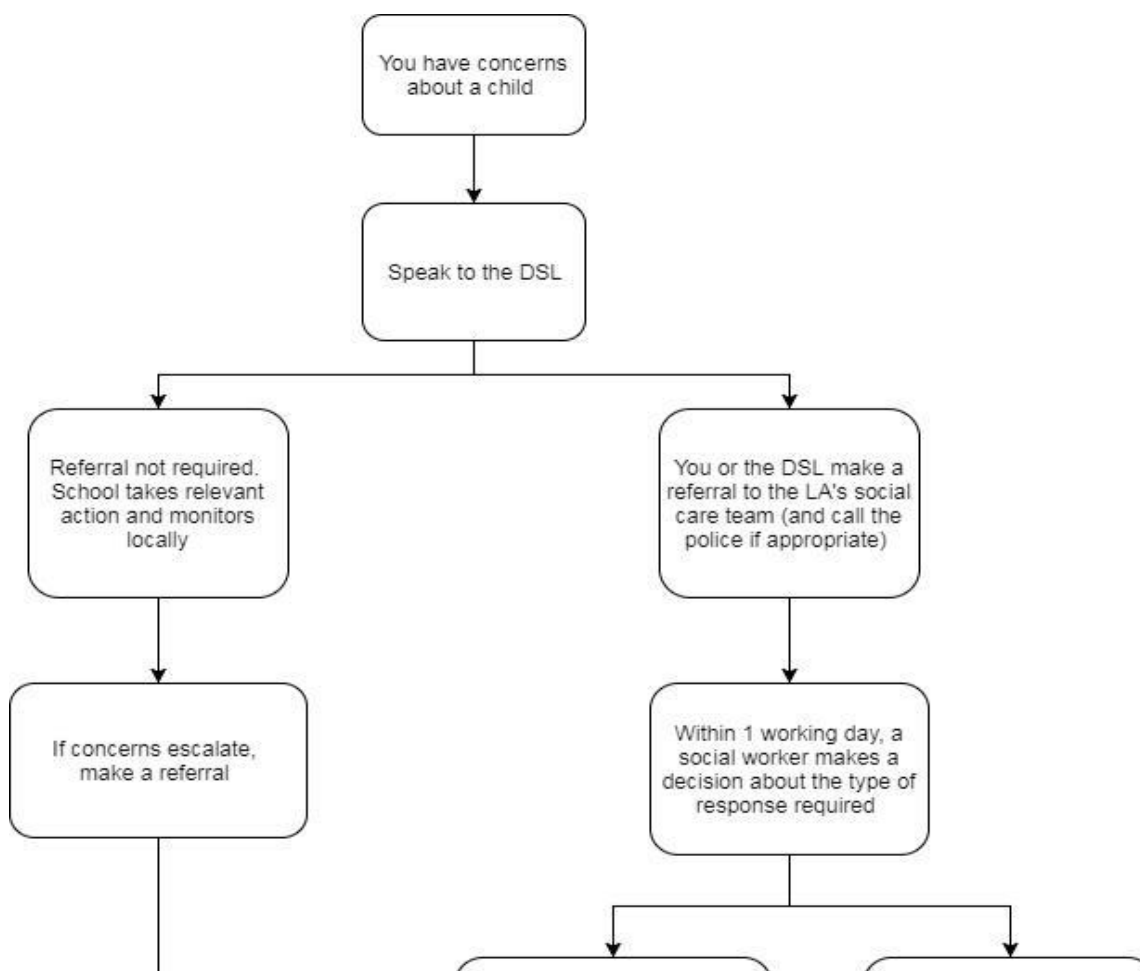 You have concerns
about a child
Speak to the DSL
Referral not required.
School takes relevant
action and monitors
locally
You or the DSL make a
referral to the LA's social
care team (and call the
police if appropriate)
If concerns escalate,
make a referral
Within 1 working day, a
social worker makes a
decision about the type of
response required